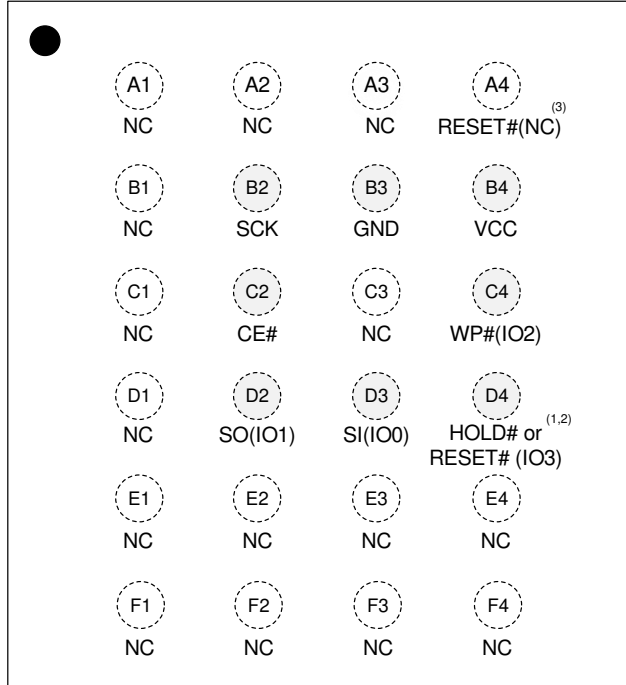 A1 A2 A3 A4
NC NC NC RESET#(NC) (3)
B1 B2 B3 B4
NC SCK GND VCC
C1 C2 C3 C4
NC CE# NC WP#(IO2)
D1 D2 D3 D4
NC SO(IO1) SI(IO0) HOLD# or (1,2)
RESET# (IO3)
E1 E2 E3 E4
NC NC NC NC
F1 F2 F3 F4
NC NC NC NC